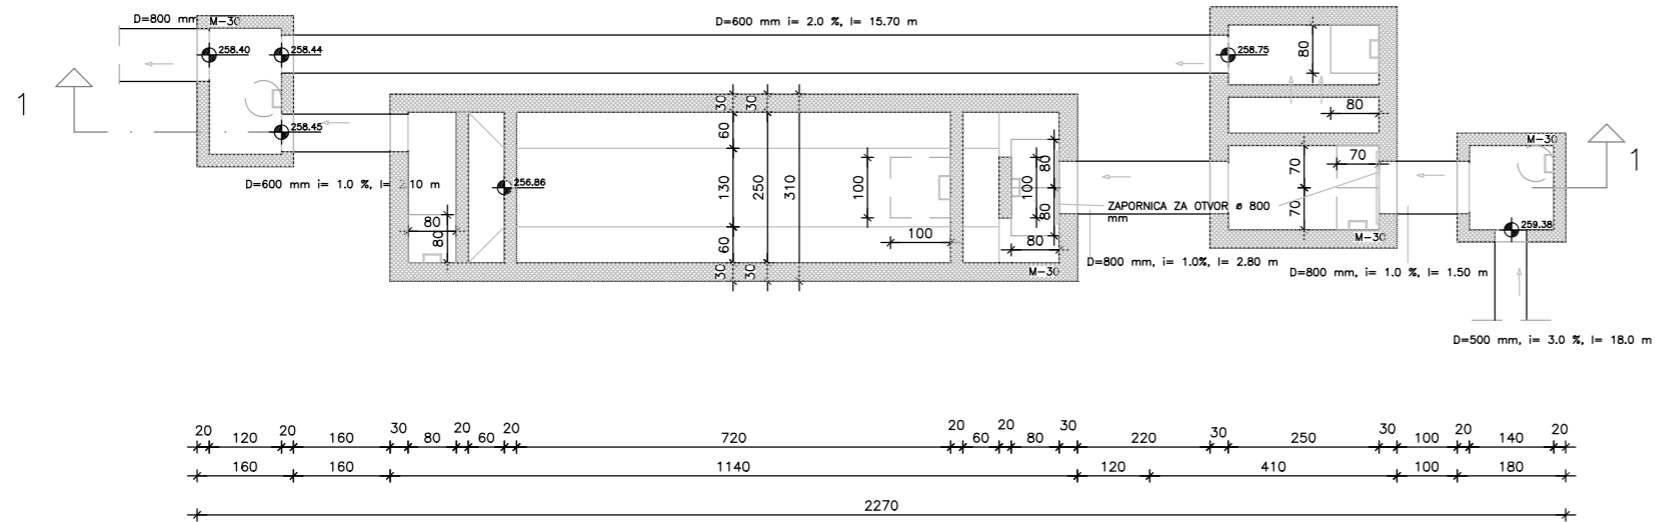 D=800 mm
M-30
D=600 mm i= 2.0 %, l= 15.70 m
258.40
258.44
258.75
80
80
1
30
30
60
258.45
M-30
1
70
70
80
130
250
310
100
100
256.86
ZAPORNICA ZA OTVOR ø 800
mm
D=600 mm i= 1.0 %, l= 2.10 m
80
70
80
80
100
80
60
259.38
M-30
30
30
M-30
D=800 mm, i= 1.0%, l= 2.80 m
D=800 mm, i= 1.0 %, l= 1.50 m
D=500 mm, i= 3.0 %, l= 18.0 m
20 120 20 160 30 80 20 60 20 720 20 60 20 80 30 220 30 250 30 100 20 140 20
160 160 1140 120 410 100 180
2270